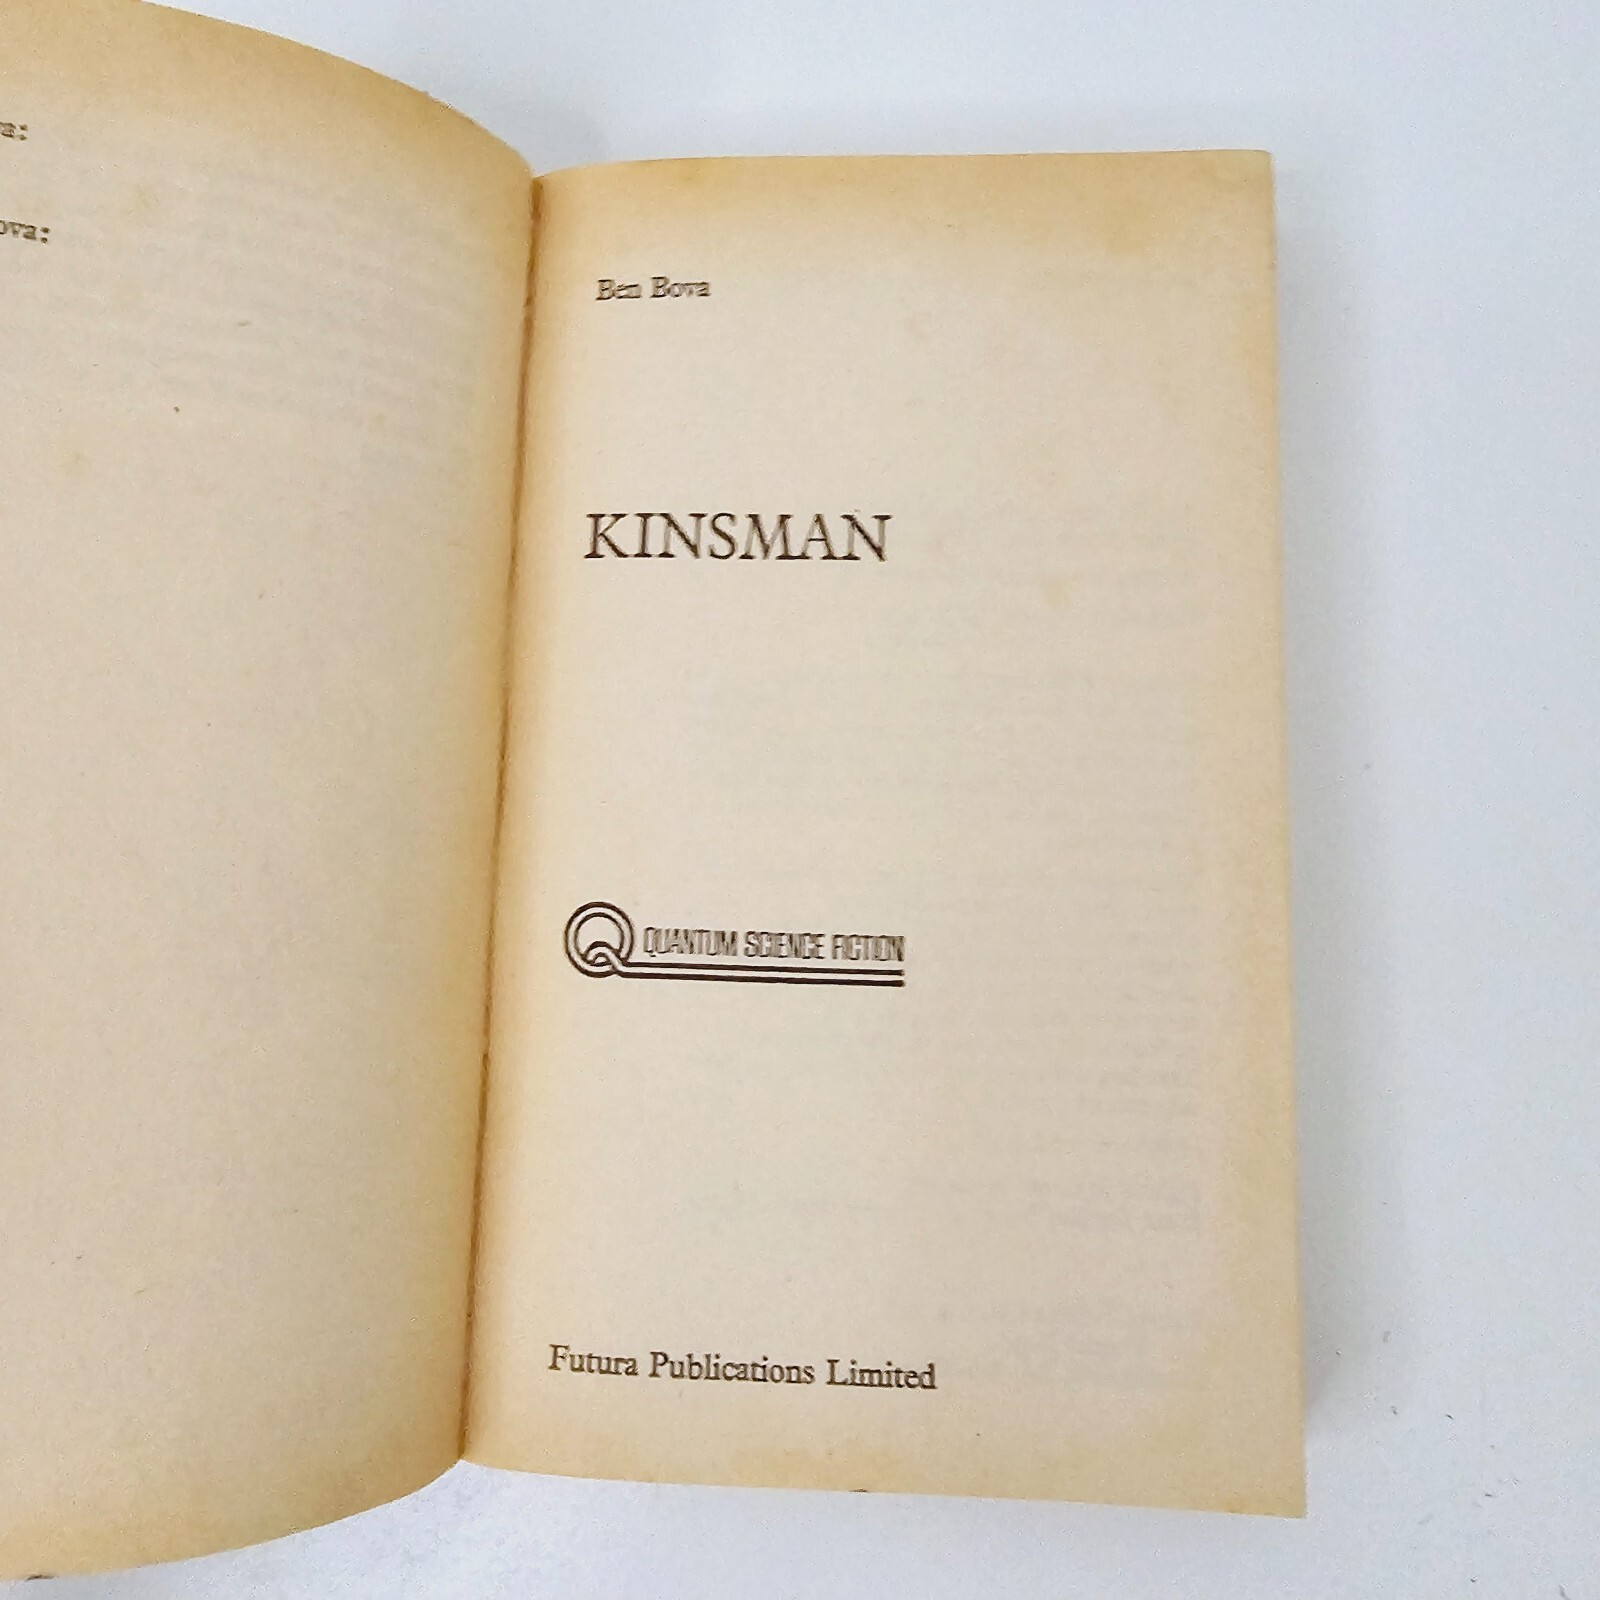 Ben Bova
KINSMAN
QUANTUM SCIENCE FICTION
Futura Publications Limited